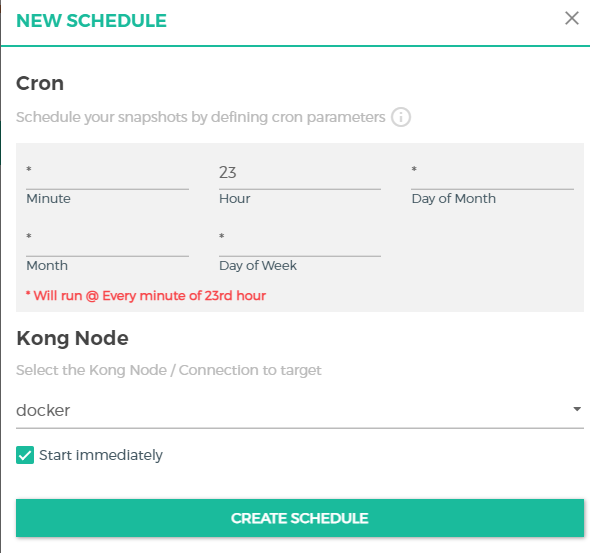 NEW SCHEDULE
Cron
Schedule your snapshots by defining cron parameters
* 23 *
Minute Hour Day of Month
* *
Month Day of Week
* Will run @ Every minute of 23rd hour
Kong Node
Select the Kong Node / Connection to target
docker
Start immediately
CREATE SCHEDULE